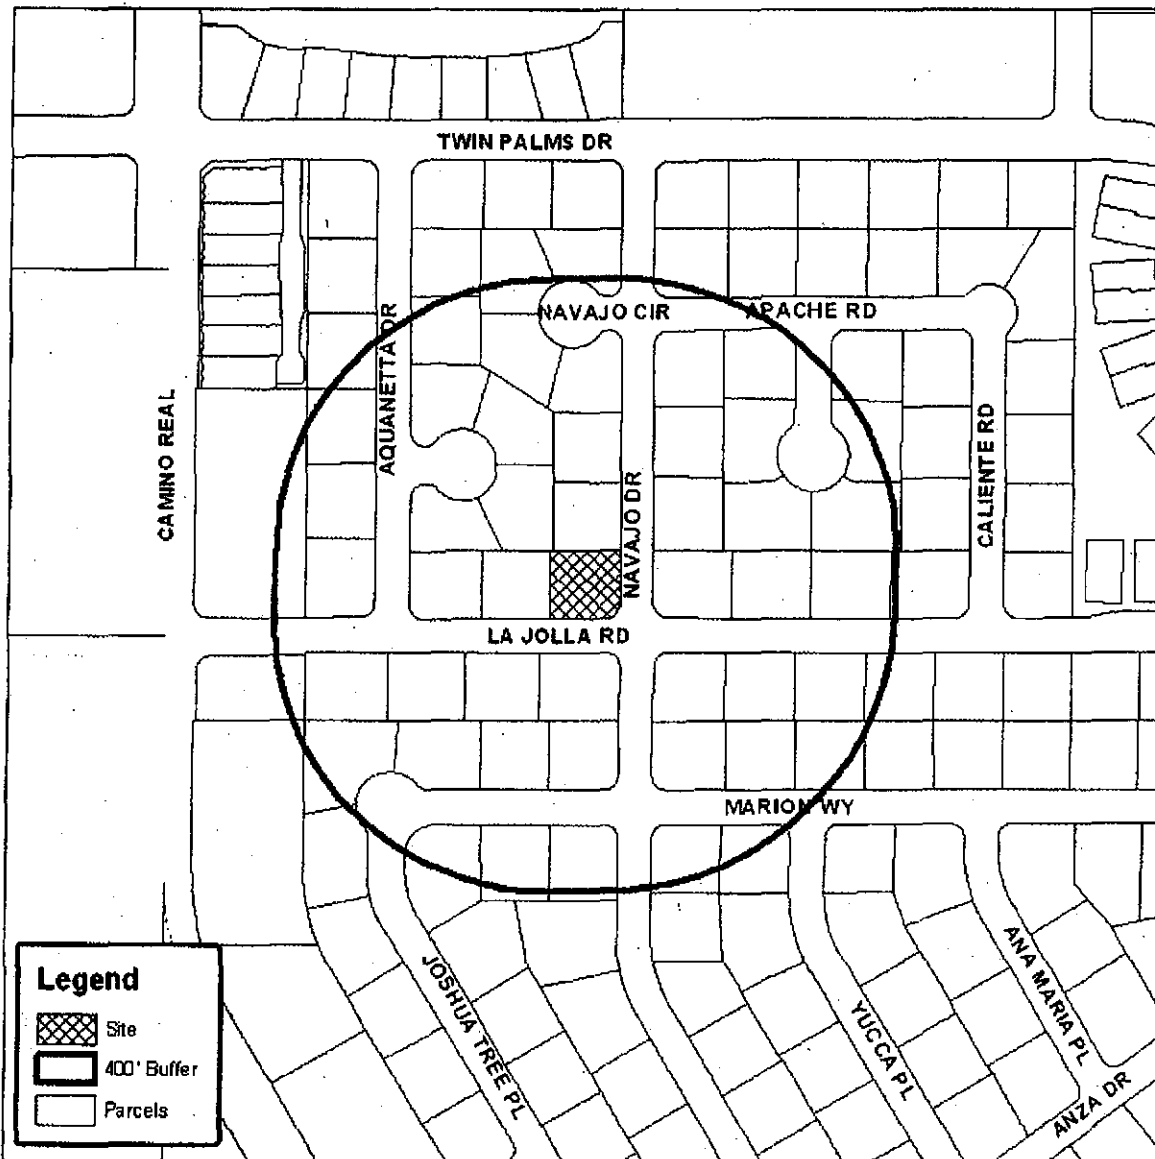 TWIN PALMS DR
NAVAJO CIR
APACHE RD
AQUANETTA DR
CAMINO REAL
NAVAJO DR
CALIENTE RD
LA JOLLA RD
MARION WY
JOSHUA TREE PL
YUCCA PL
ANA MARIA PL
ANZA DR
Legend
Site
400' Buffer
Parcels